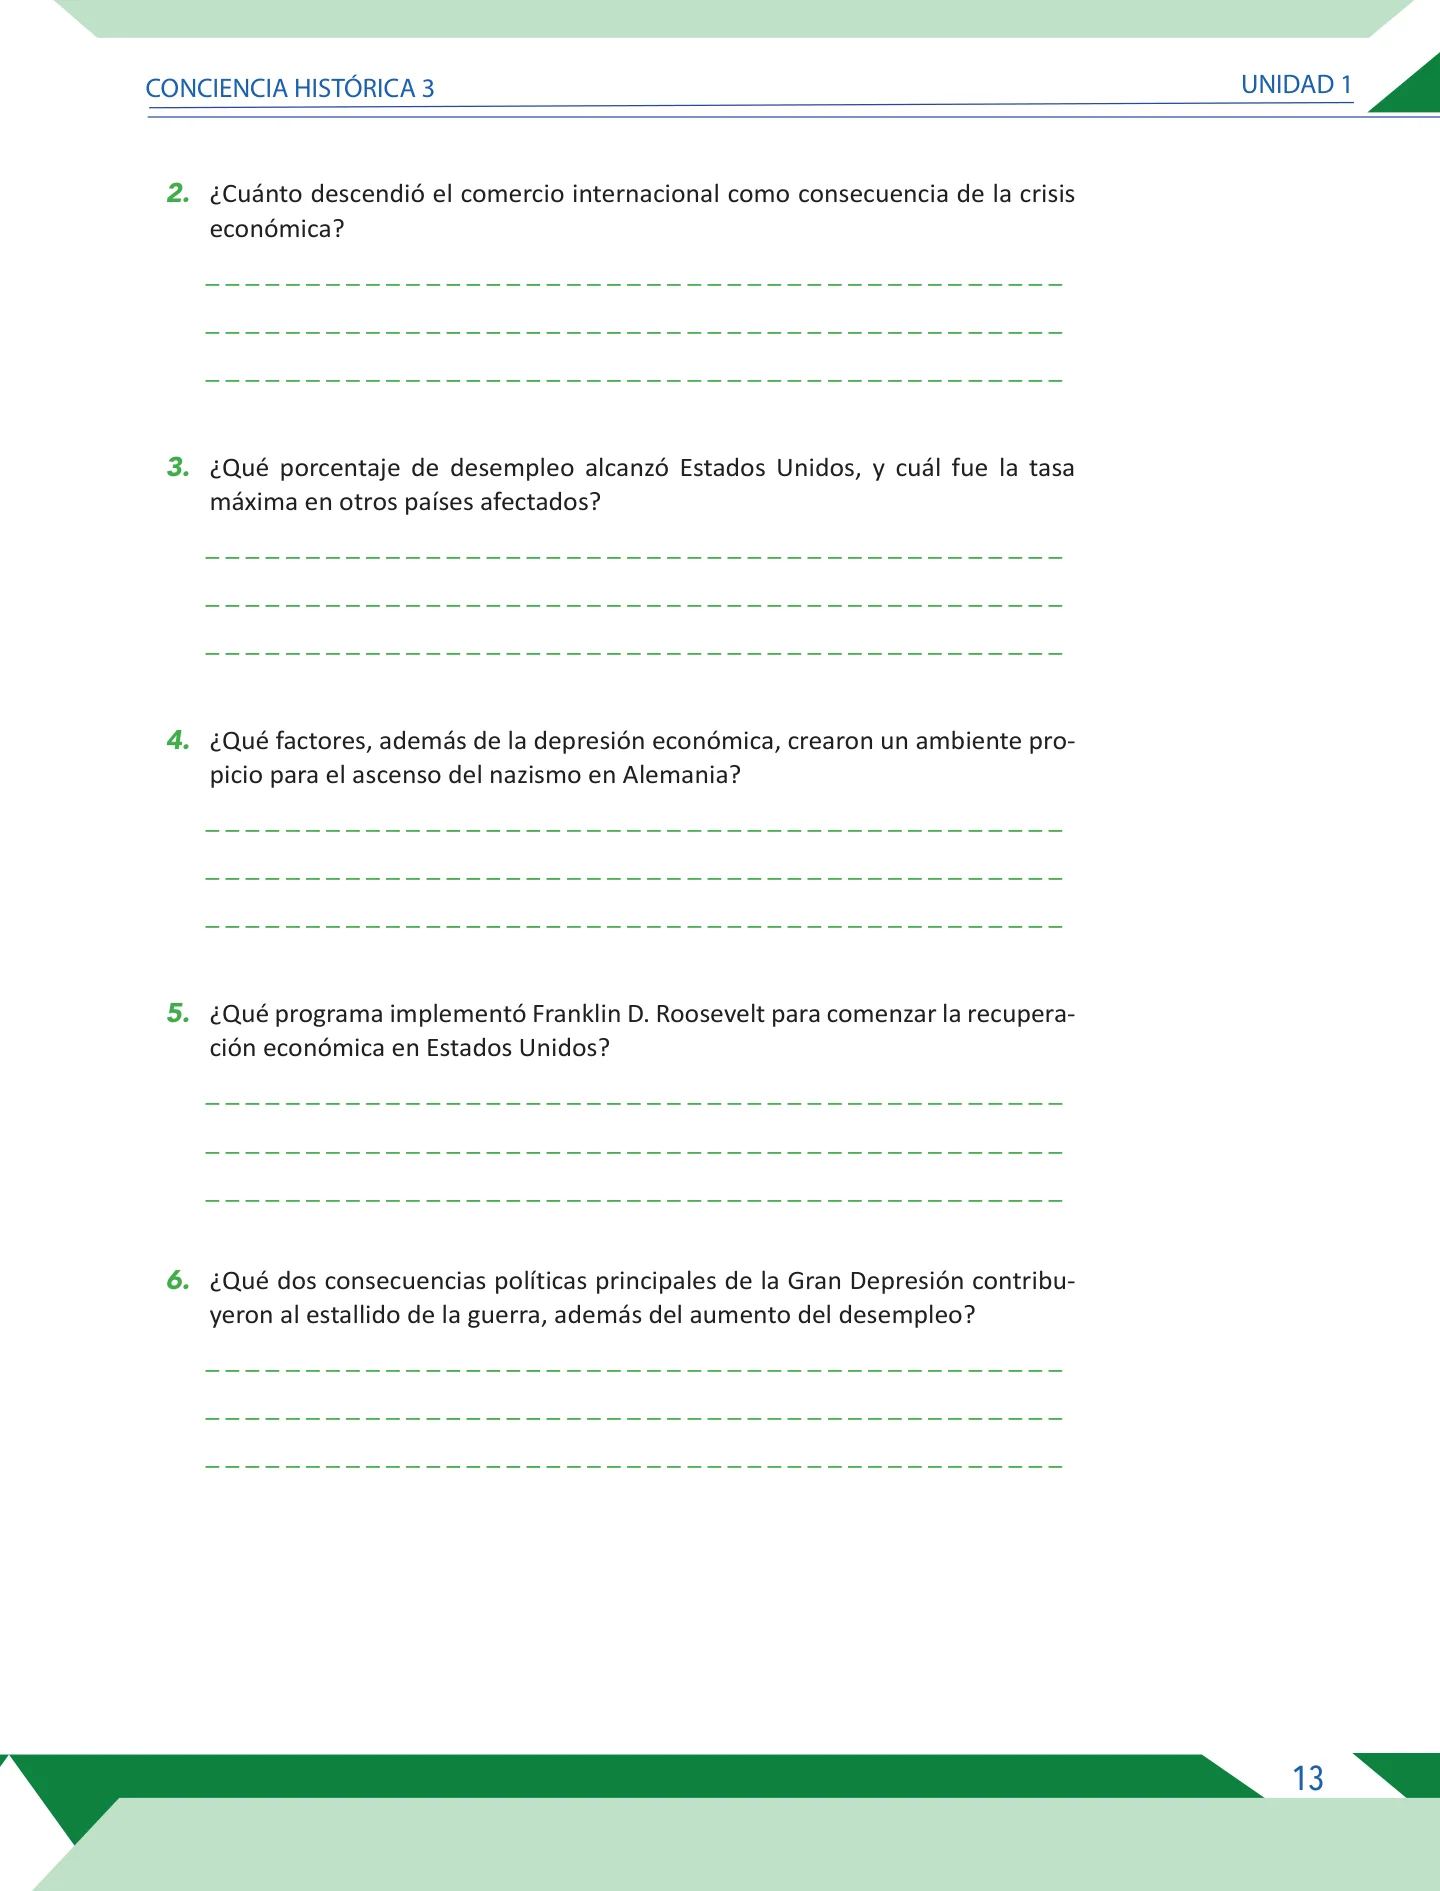 CONCIENCIA HISTÓRICA 3
UNIDAD 1
2. ¿Cuánto descendió el comercio internacional como consecuencia de la crisis
económica?
3. ¿Qué porcentaje de desempleo alcanzó Estados Unidos, y cuál fue la tasa
máxima en otros países afectados?
4. ¿Qué factores, además de la depresión económica, crearon un ambiente pro-
picio para el ascenso del nazismo en Alemania?
5. ¿Qué programa implementó Franklin D. Roosevelt para comenzar la recupera-
ción económica en Estados Unidos?
6. ¿Qué dos consecuencias políticas principales de la Gran Depresión contribu-
yeron al estallido de la guerra, además del aumento del desempleo?
13